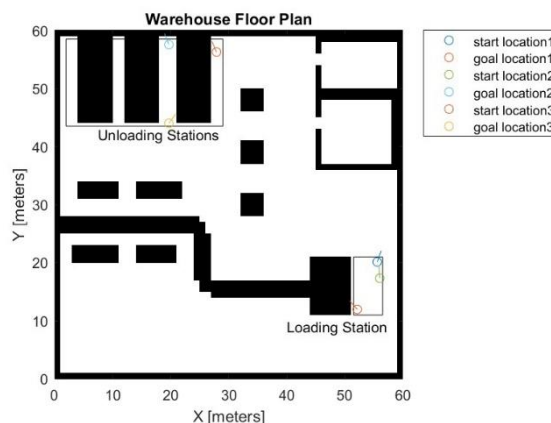 Warehouse Floor Plan
60
50
40
30
20
10
0
Y [meters]
Unloading Stations
Loading Station
0 10 20 30 40 50 60
X [meters]
start location1
goal location1
start location2
goal location2
start location3
goal location3